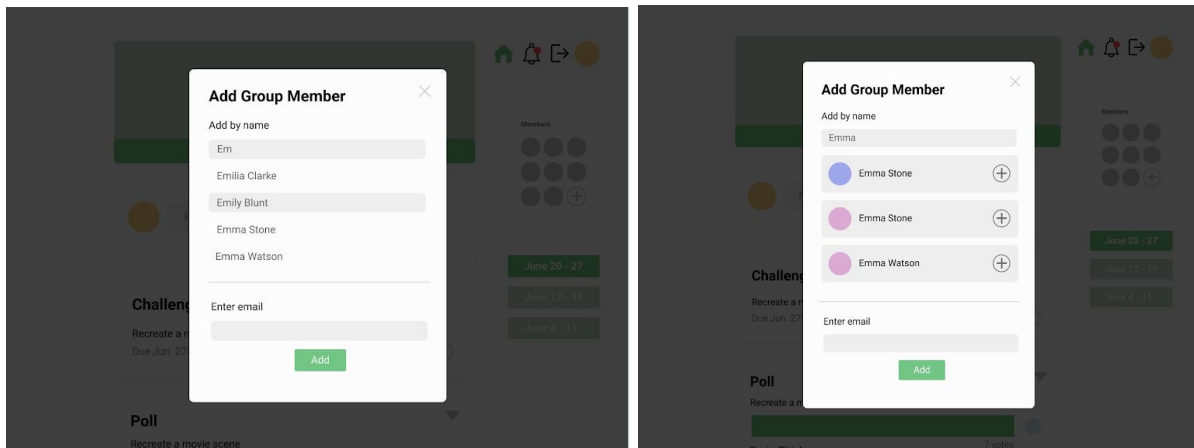 Add Group Member
Add by name
Em
Emilia Clarke
Emily Blunt
Emma Stone
Emma Watson
Enter email
Add
Members
June 20 - 27
June 12 - 19
June 4 - 11
Challeng
Recreate a m
Due Jun. 27
Poll
Recreate a movie scene
Add Group Member
Add by name
Emma
Emma Stone
Emma Stone
Emma Watson
Enter email
Add
Members
June 20 - 27
June 12 - 19
June 4 - 11
Challeng
Recreate a m
Due Jun. 27
Poll
Recreate a m
7 votes